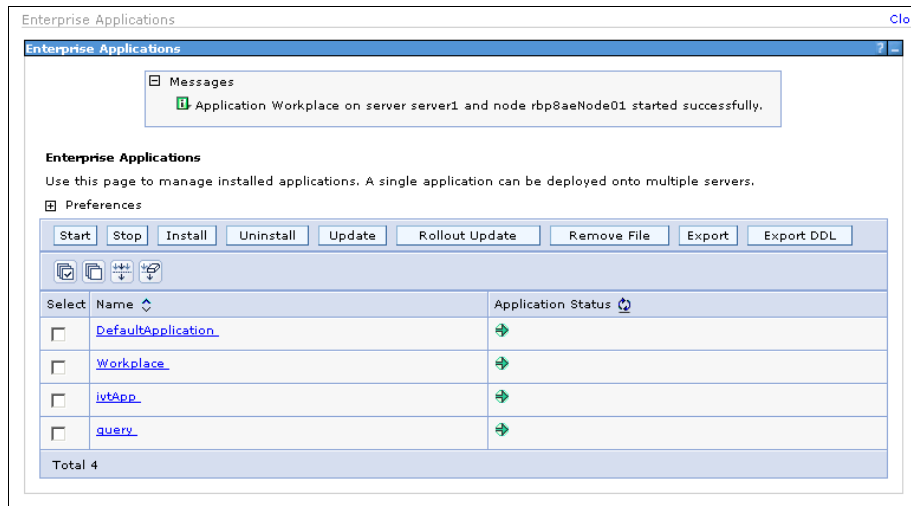 Enterprise Applications
Clo
Enterprise Applications ? _
Messages
Application Workplace on server server1 and node rbp8aeNode01 started successfully.
Enterprise Applications
Use this page to manage installed applications. A single application can be deployed onto multiple servers.
Preferences
Start Stop Install Uninstall Update Rollout Update Remove File Export Export DDL
Select Name Application Status
DefaultApplication
Workplace
ivtApp
query
Total 4